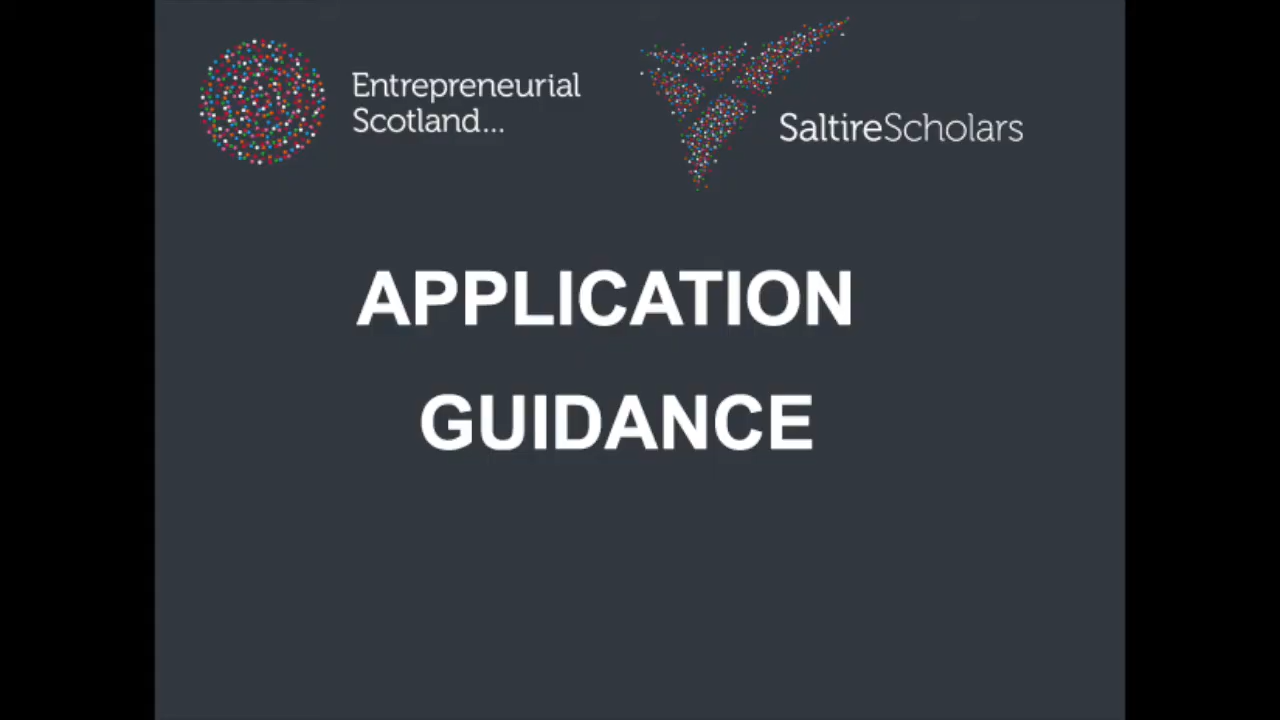 Entrepreneurial
Scotland...
SaltireScholars
APPLICATION
GUIDANCE